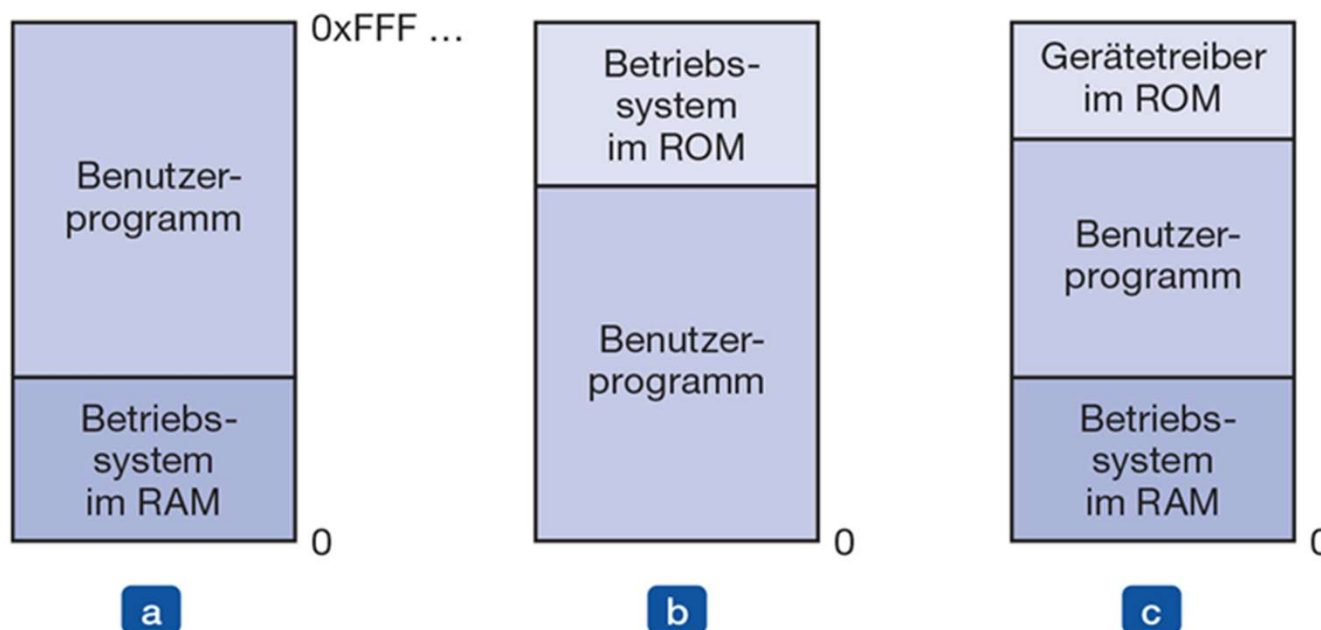 0xFFF ...
Benutzer-
programm
Betriebs-
system
im RAM
0
a
Betriebs-
system
im ROM
Benutzer-
programm
0
b
Gerätetreiber
im ROM
Benutzer-
programm
Betriebs-
system
im RAM
0
c